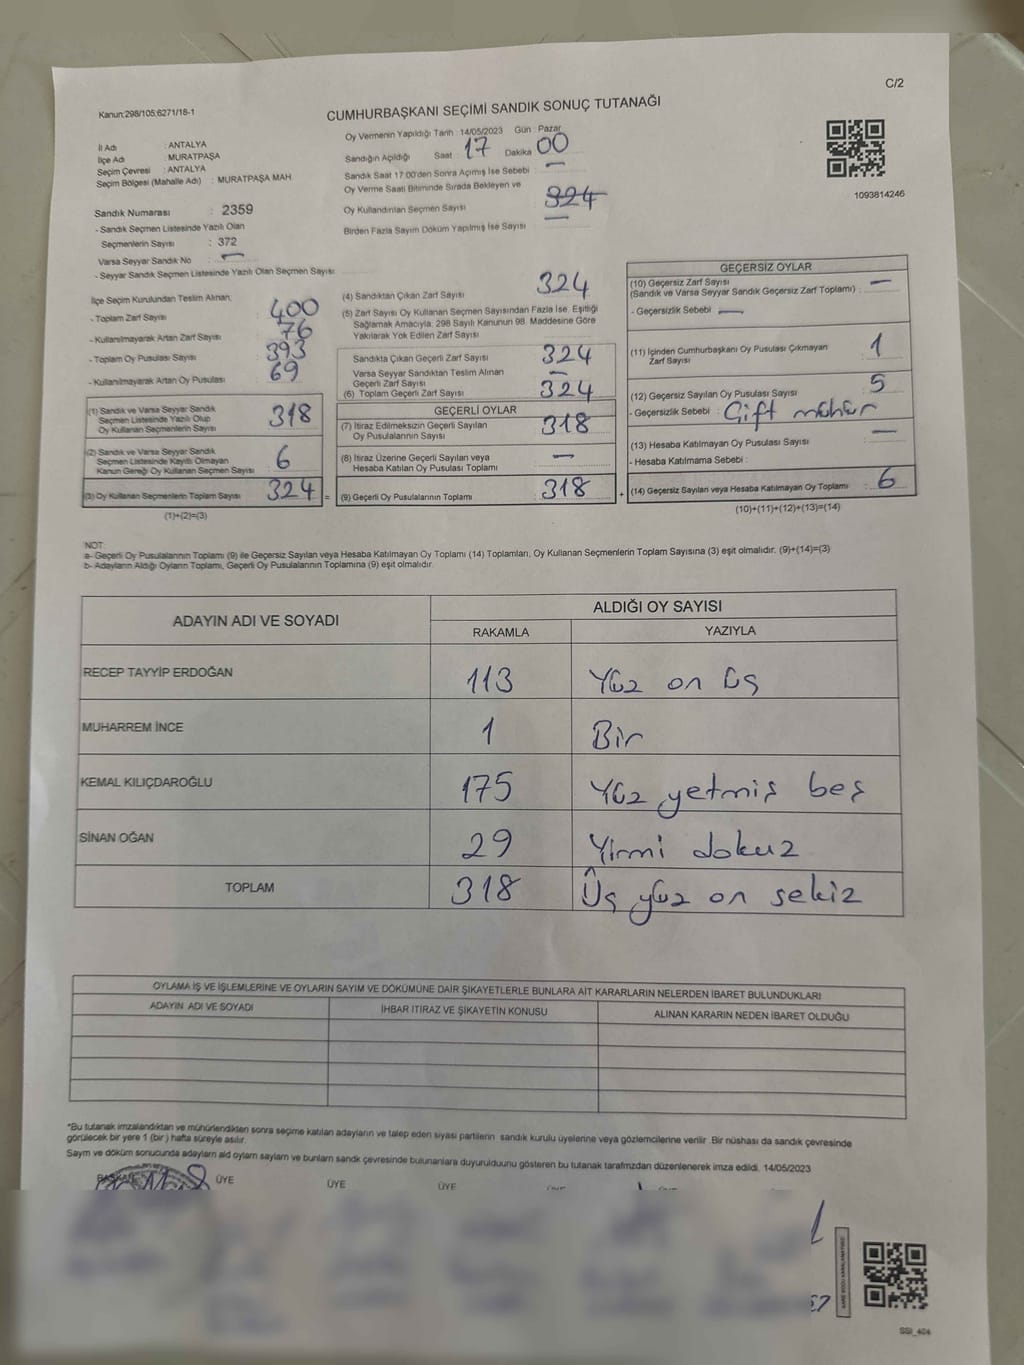 C/2
Kanun:298/105;6271/18-1
CUMHURBAŞKANI SEÇİMİ SANDIK SONUÇ TUTANAĞI
İl Adı : ANTALYA
İlçe Adı : MURATPAŞA
Seçim Çevresi : ANTALYA
Seçim Bölgesi (Mahalle Adı) : MURATPAŞA MAH.
Oy Vermenin Yapıldığı Tarih : 14/05/2023 Gün : Pazar
Sandığın Açıldığı Saat : 17 Dakika 00
Sandık Saat 17:00'den Sonra Açmış İse Sebebi : —
Oy Verme Saati Bitiminde Sırada Bekleyen ve
Oy Kullandırılan Seçmen Sayısı 324
Birden Fazla Sayım Döküm Yapılmış İse Sayısı —
1093814246
Sandık Numarası : 2359
- Sandık Seçmen Listesinde Yazılı Olan
Seçmenlerin Sayısı : 372
Varsa Seyyar Sandık No : —
- Seyyar Sandık Seçmen Listesinde Yazılı Olan Seçmen Sayısı
İlçe Seçim Kurulundan Teslim Alınan;
- Toplam Zarf Sayısı : 400
- Kullanılmayarak Artan Zarf Sayısı : 76
- Toplam Oy Pusulası Sayısı : 393
- Kullanılmayarak Artan Oy Pusulası : 69
(1) Sandık ve Varsa Seyyar Sandık
Seçmen Listesinde Yazılı Olup
Oy Kullanan Seçmenlerin Sayısı : 318
(2) Sandık ve Varsa Seyyar Sandık
Seçmen Listesinde Kayıtlı Olmayan
Kanun Gereği Oy Kullanan Seçmen Sayısı : 6
(3) Oy Kullanan Seçmenlerin Toplam Sayısı : 324 =
(1)+(2)=(3)
(4) Sandıktan Çıkan Zarf Sayısı 324
(5) Zarf Sayısı Oy Kullanan Seçmen Sayısından Fazla İse, Eşitliği
Sağlamak Amacıyla, 298 Sayılı Kanunun 98. Maddesine Göre
Yakılarak Yok Edilen Zarf Sayısı
Sandıkta Çıkan Geçerli Zarf Sayısı : 324
Varsa Seyyar Sandıktan Teslim Alınan
Geçerli Zarf Sayısı : —
(6) Toplam Geçerli Zarf Sayısı : 324
GEÇERLİ OYLAR
(7) İtiraz Edilmeksizin Geçerli Sayılan
Oy Pusulalarının Sayısı : 318
(8) İtiraz Üzerine Geçerli Sayılan veya
Hesaba Katılan Oy Pusulası Toplamı : —
(9) Geçerli Oy Pusulalarının Toplamı : 318 +
GEÇERSİZ OYLAR
(10) Geçersiz Zarf Sayısı
(Sandık ve Varsa Seyyar Sandık Geçersiz Zarf Toplamı) : —
- Geçersizlik Sebebi : —
(11) İçinden Cumhurbaşkanı Oy Pusulası Çıkmayan
Zarf Sayısı : 1
(12) Geçersiz Sayılan Oy Pusulası Sayısı : 5
- Geçersizlik Sebebi : Çift mühür
(13) Hesaba Katılmayan Oy Pusulası Sayısı : —
- Hesaba Katılmama Sebebi :
(14) Geçersiz Sayılan veya Hesaba Katılmayan Oy Toplamı : 6
(10)+(11)+(12)+(13)=(14)
NOT:
a- Geçerli Oy Pusulalarının Toplamı (9) ile Geçersiz Sayılan veya Hesaba Katılmayan Oy Toplamı (14) Toplamları, Oy Kullanan Seçmenlerin Toplam Sayısına (3) eşit olmalıdır. (9)+(14)=(3)
b- Adayların Aldığı Oyların Toplamı, Geçerli Oy Pusulalarının Toplamına (9) eşit olmalıdır.
ADAYIN ADI VE SOYADI ALDIĞI OY SAYISI
RAKAMLA YAZIYLA
RECEP TAYYİP ERDOĞAN 113 Yüz on üç
MUHARREM İNCE 1 Bir
KEMAL KILIÇDAROĞLU 175 Yüz yetmiş beş
SİNAN OĞAN 29 Yirmi dokuz
TOPLAM 318 Üç yüz on sekiz
OYLAMA İŞ VE İŞLEMLERİNE VE OYLARIN SAYIM VE DÖKÜMÜNE DAİR ŞİKAYETLERLE BUNLARA AİT KARARLARIN NELERDEN İBARET BULUNDUKLARI
ADAYIN ADI VE SOYADI İHBAR İTİRAZ VE ŞİKAYETİN KONUSU ALINAN KARARIN NEDEN İBARET OLDUĞU
*Bu tutanak imzalandıktan ve mühürlendikten sonra seçime katılan adayların ve talep eden siyasi partilerin sandık kurulu üyelerine veya gözlemcilerine verilir. Bir nüshası da sandık çevresinde
görülecek bir yere 1 (bir) hafta süreyle asılır.
Sayım ve döküm sonucunda adayların aldı oyların sayıları ve bunların sandık çevresinde bulunanlara duyurulduğunu gösteren bu tutanak tarafımızdan düzenlenerek imza edildi. 14/05/2023
BAŞKAN ÜYE ÜYE ÜYE
SSI_404